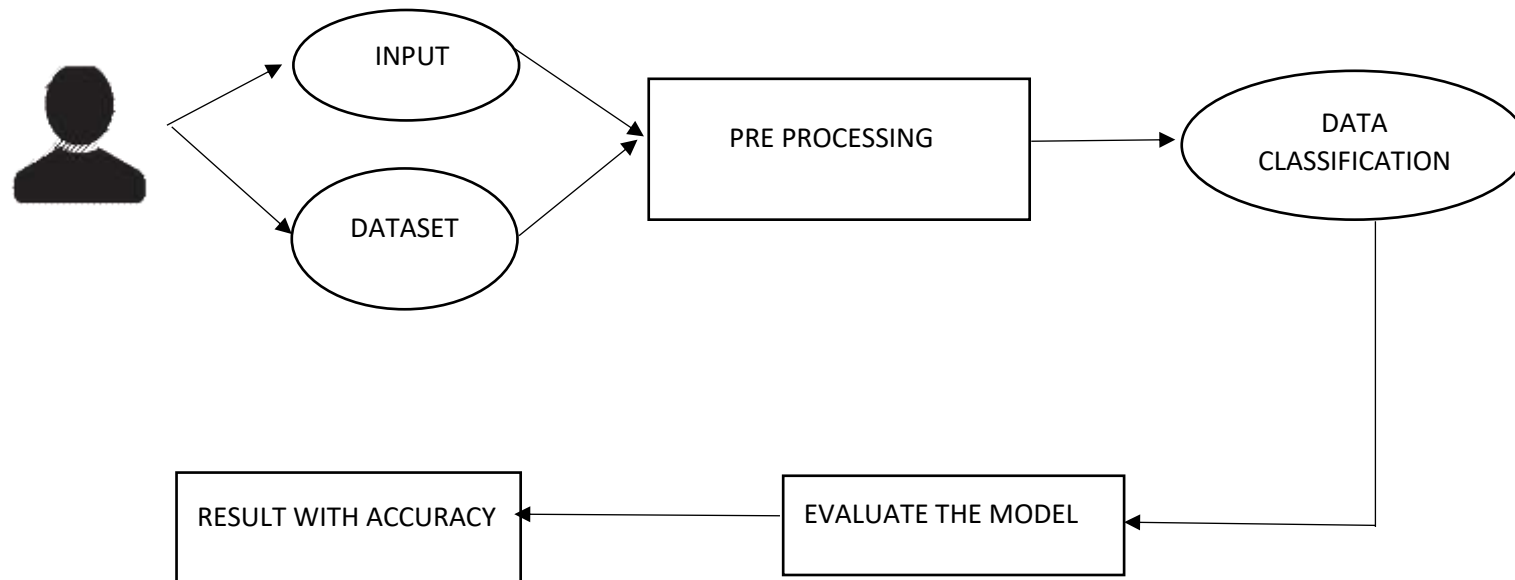 INPUT
DATASET
PRE PROCESSING
DATA
CLASSIFICATION
RESULT WITH ACCURACY
EVALUATE THE MODEL